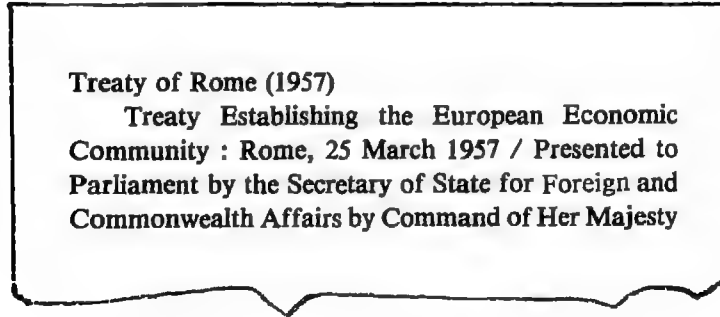 Treaty of Rome (1957)
Treaty Establishing the European Economic
Community : Rome, 25 March 1957 / Presented to
Parliament by the Secretary of State for Foreign and
Commonwealth Affairs by Command of Her Majesty